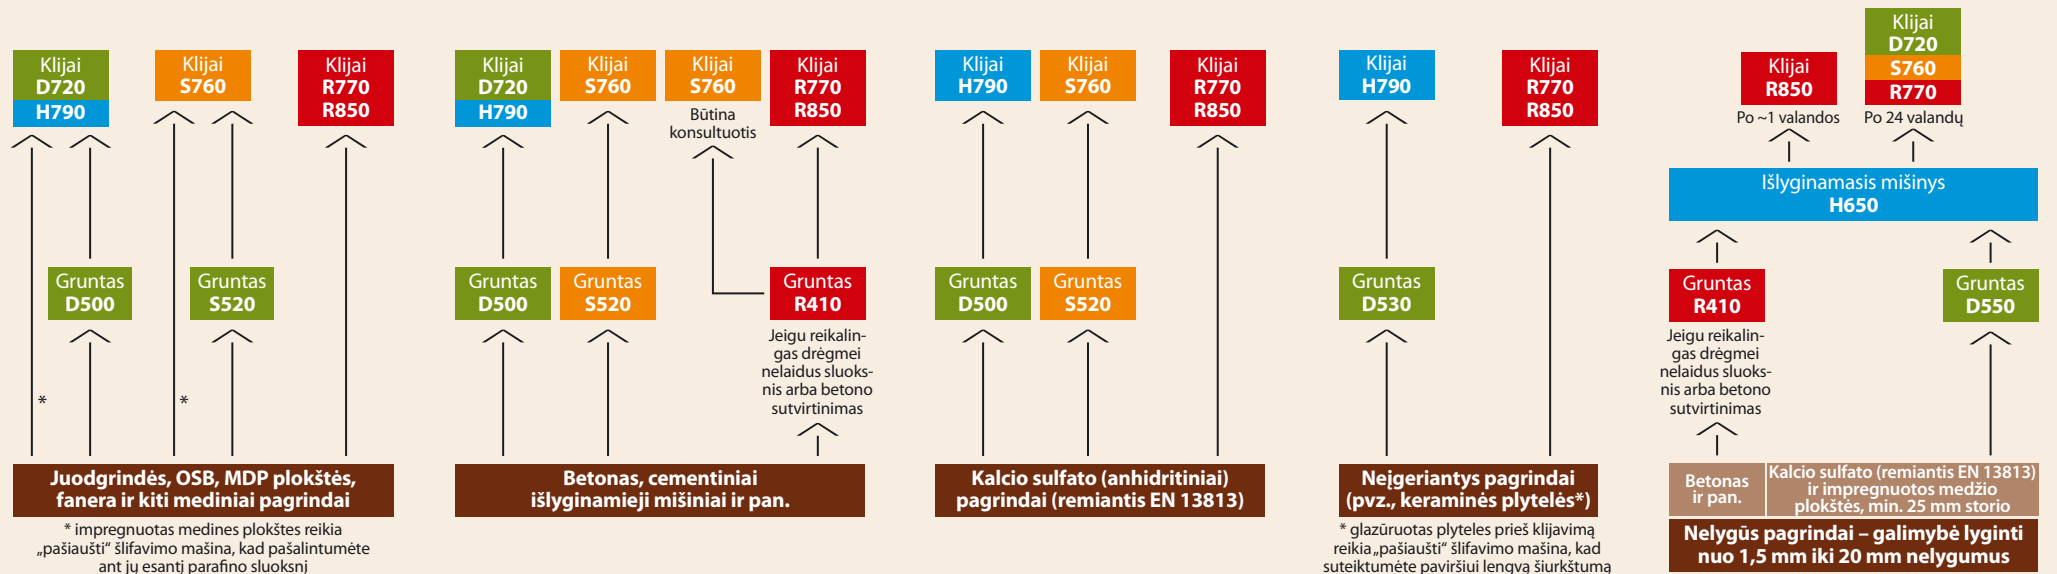 Klijai
D720
H790
Klijai
S760
Klijai
R770
R850
Gruntas
D500
Gruntas
S520
*
*
Juodgrindės, OSB, MDP plokštės,
fanera ir kiti mediniai pagrindai
* impregnuotas medines plokštes reikia
„pašiaušti“ šlifavimo mašina, kad pašalintumėte
ant jų esantį parafino sluoksnį
Klijai
D720
H790
Klijai
S760
Klijai
S760
Būtina
konsultuotis
Klijai
R770
R850
Gruntas
D500
Gruntas
S520
Gruntas
R410
Jeigu reikalin-
gas drėgmei
nelaidus sluoks-
nis arba betono
sutvirtinimas
Betonas, cementiniai
išlyginamieji mišiniai ir pan.
Klijai
H790
Klijai
S760
Klijai
R770
R850
Gruntas
D500
Gruntas
S520
Kalcio sulfato (anhidritiniai)
pagrindai (remiantis EN 13813)
Klijai
H790
Klijai
R770
R850
Gruntas
D530
Neįgeriantys pagrindai
(pvz., keraminės plytelės*)
* glazūruotas plyteles prieš klijavimą
reikia „pašiaušti“ šlifavimo mašina, kad
suteiktumėte paviršiui lengvą šiurkštumą
Klijai
R850
Po ~1 valandos
Klijai
D720
S760
R770
Po 24 valandų
Išlyginamasis mišinys
H650
Gruntas
R410
Jeigu reikalin-
gas drėgmei
nelaidus sluoks-
nis arba betono
sutvirtinimas
Gruntas
D550
Betonas
ir pan.
Kalcio sulfato (remiantis EN 13813)
ir impregnuotos medžio
plokštės, min. 25 mm storio
Nelygūs pagrindai – galimybė lyginti
nuo 1,5 mm iki 20 mm nelygumus